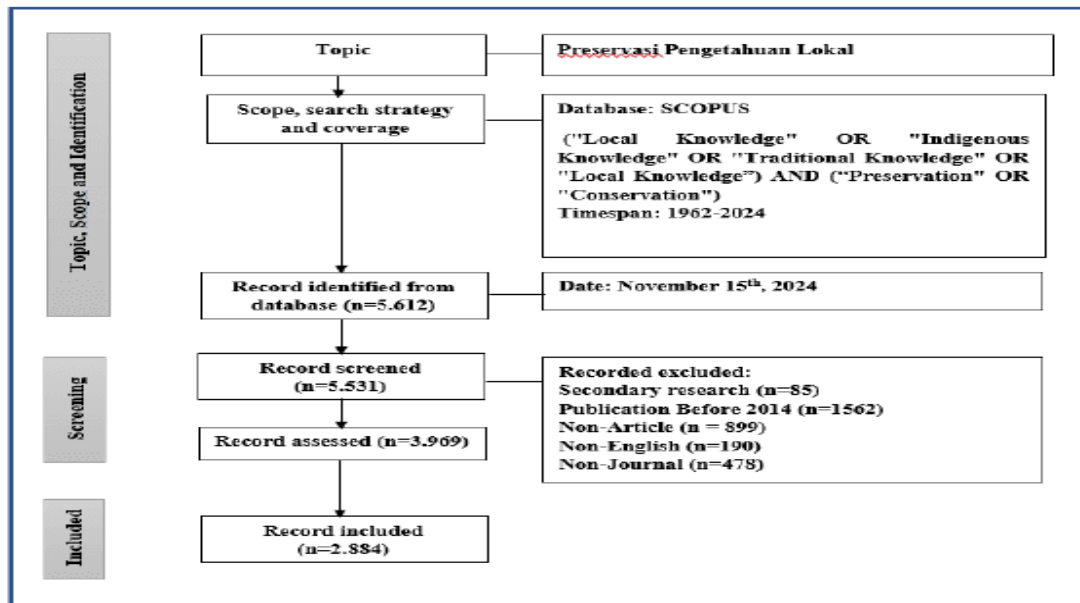 Topic, Scope and Identification
Topic
Preservasi Pengetahuan Lokal
Scope, search strategy
and coverage
Database: SCOPUS
("Local Knowledge" OR "Indigenous
Knowledge" OR "Traditional Knowledge" OR
"Local Knowledge”) AND (“Preservation" OR
"Conservation")
Timespan: 1962-2024
Record identified from
database (n=5.612)
Date: November 15th, 2024
Screening
Record screened
(n=5.531)
Recorded excluded:
Secondary research (n=85)
Publication Before 2014 (n=1562)
Non-Article (n = 899)
Non-English (n=190)
Non-Journal (n=478)
Record assessed (n=3.969)
Included
Record included
(n=2.884)